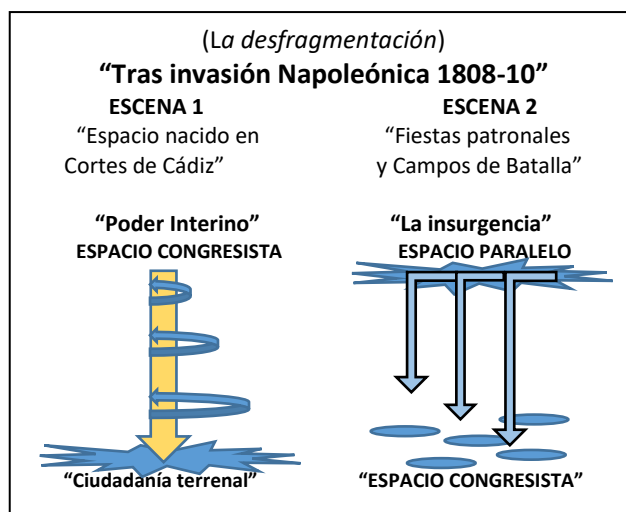 (La desfragmentación)
“Tras invasión Napoleónica 1808-10”
ESCENA 1
“Espacio nacido en
Cortes de Cádiz”
“Poder Interino”
ESPACIO CONGRESISTA
“Ciudadanía terrenal”
ESCENA 2
“Fiestas patronales
y Campos de Batalla”
“La insurgencia”
ESPACIO PARALELO
“ESPACIO CONGRESISTA”